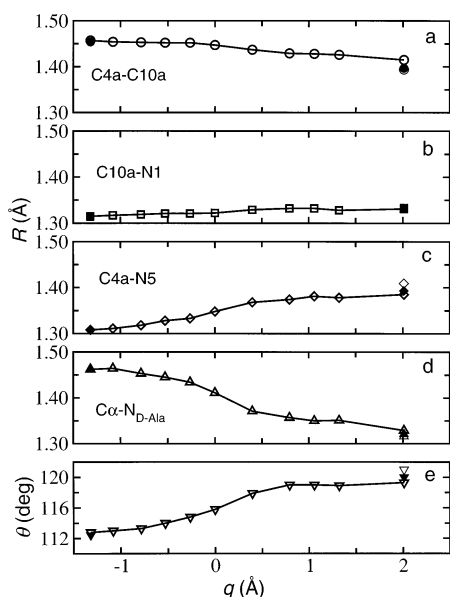 1.50
a
1.40
C4a-C10a
1.30
1.50
b
C10a-N1
1.40
1.30
R (Å)
1.50
c
C4a-N5
1.40
1.30
1.50
d
1.40
Cα-N_D-Ala
1.30
e
120
116
112
θ (deg)
-1 0 1 2
q (Å)